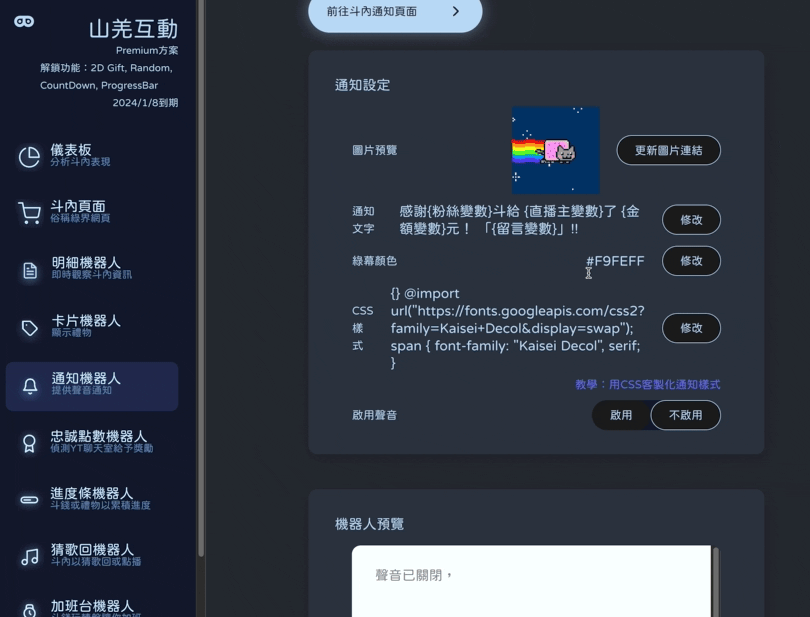 山羌互動
Premium方案
解鎖功能：2D Gift, Random,
CountDown, ProgressBar
2024/1/8到期
儀表板
分析斗內表現
斗內頁面
俗稱綠界網頁
明細機器人
即時觀察斗內資訊
卡片機器人
顯示禮物
通知機器人
提供聲音通知
忠誠點數機器人
偵測YT聊天室給予獎勵
進度條機器人
斗錢或禮物以累積進度
猜歌回機器人
斗內以猜歌回或點播
加班台機器人
前往斗內通知頁面
通知設定
圖片預覽
更新圖片連結
通知
文字
感謝{粉絲變數}斗給 {直播主變數}了 {金
額變數}元！ 「{留言變數}」!!
修改
綠幕顏色
#F9FEFF
修改
CSS
樣
式
{} @import
url("https://fonts.googleapis.com/css2?
family=Kaisei+Decol&display=swap");
span { font-family: "Kaisei Decol", serif;
}
修改
教學：用CSS客製化通知樣式
啟用聲音
啟用
不啟用
機器人預覽
聲音已關閉，